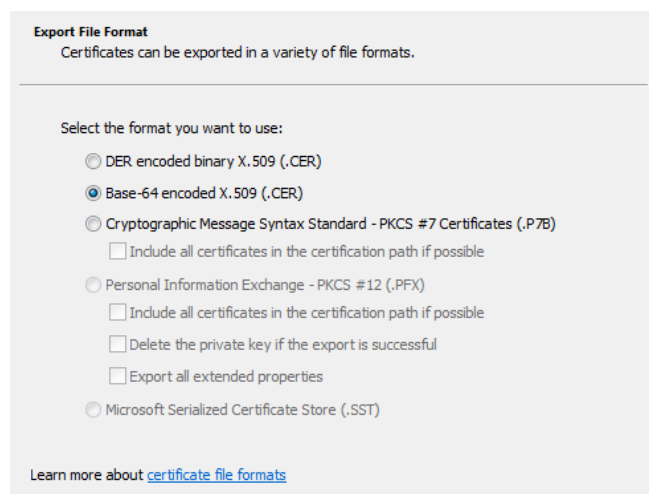 Export File Format
Certificates can be exported in a variety of file formats.
Select the format you want to use:
DER encoded binary X.509 (.CER)
Base-64 encoded X.509 (.CER)
Cryptographic Message Syntax Standard - PKCS #7 Certificates (.P7B)
Include all certificates in the certification path if possible
Personal Information Exchange - PKCS #12 (.PFX)
Include all certificates in the certification path if possible
Delete the private key if the export is successful
Export all extended properties
Microsoft Serialized Certificate Store (.SST)
Learn more about certificate file formats